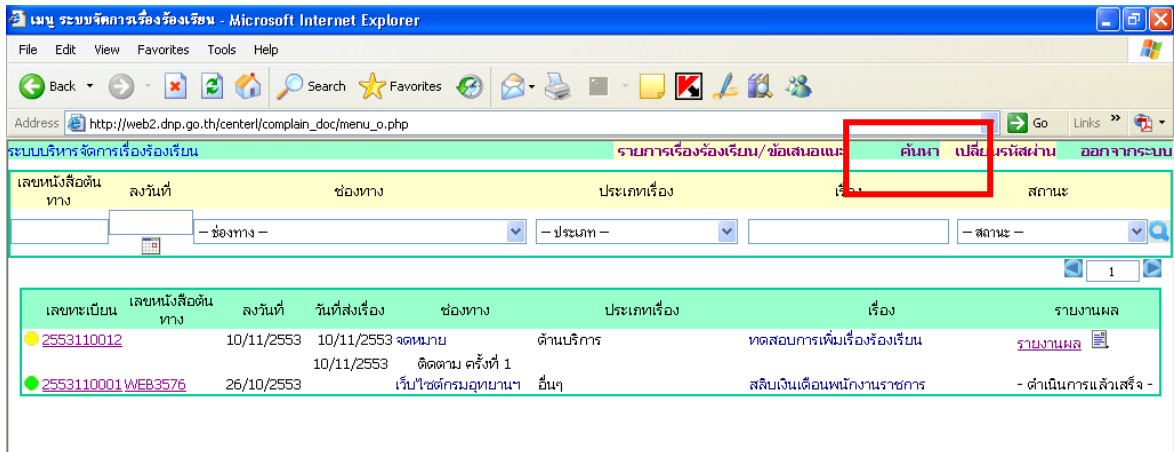 เมนู ระบบจัดการเรื่องร้องเรียน - Microsoft Internet Explorer
File Edit View Favorites Tools Help
Back Search Favorites
Address http://web2.dnp.go.th/centerl/complain_doc/menu_o.php Go Links »
ระบบบริหารจัดการเรื่องร้องเรียน รายการเรื่องร้องเรียน/ข้อเสนอแนะ ค้นหา เปลี่ยนรหัสผ่าน ออกจากระบบ
เลขหนังสือต้น ลงวันที่ ช่องทาง ประเภทเรื่อง เรื่อง สถานะ
ทาง
-- ช่องทาง -- -- ประเภท -- -- สถานะ --
1
เลขทะเบียน เลขหนังสือต้น ลงวันที่ วันที่ส่งเรื่อง ช่องทาง ประเภทเรื่อง เรื่อง รายงานผล
ทาง
2553110012 10/11/2553 10/11/2553 จดหมาย ด้านบริการ ทดสอบการเพิ่มเรื่องร้องเรียน รายงานผล
10/11/2553 ติดตาม ครั้งที่ 1
2553110001 WEB3576 26/10/2553 เว็บไซต์กรมอุทยานฯ อื่นๆ สลิบเงินเดือนพนักงานราชการ - ดำเนินการแล้วเสร็จ -